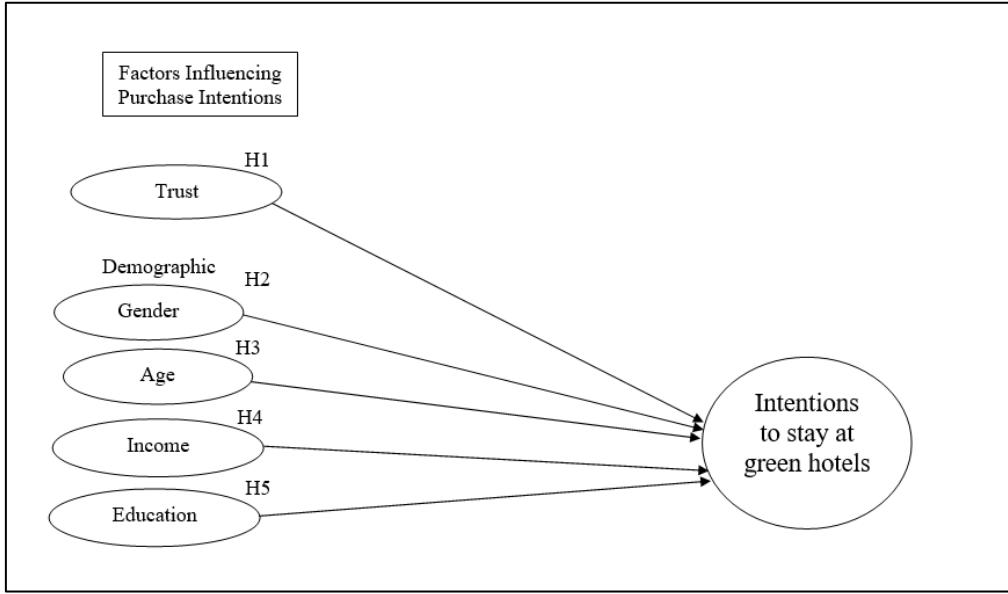 Factors Influencing
Purchase Intentions
H1
Trust
Demographic
H2
Gender
H3
Age
H4
Income
H5
Education
Intentions
to stay at
green hotels